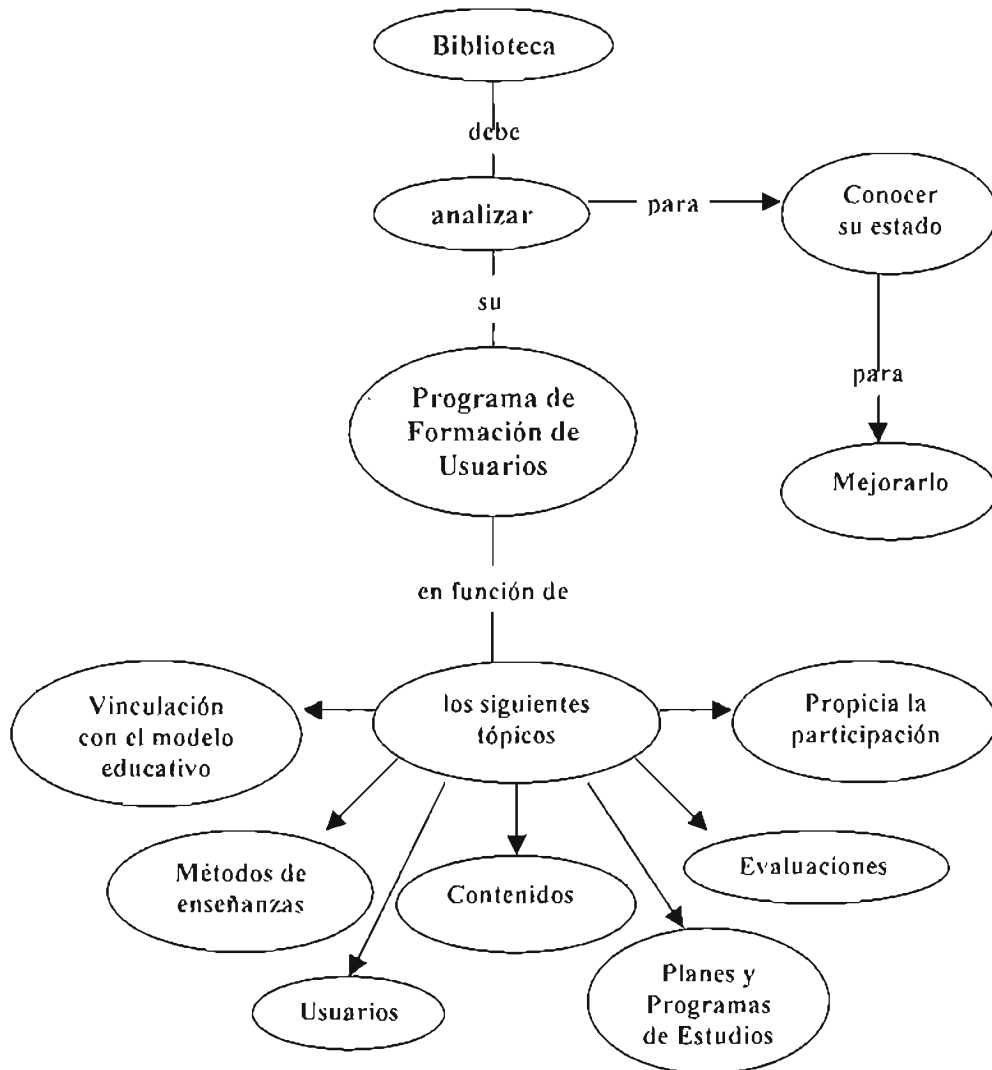 Biblioteca
debe
analizar
para
Conocer
su estado
su
para
Programa de
Formación de
Usuarios
Mejorarlo
en función de
Vinculación
con el modelo
educativo
los siguientes
tópicos
Propicia la
participación
Métodos de
enseñanzas
Contenidos
Evaluaciones
Usuarios
Planes y
Programas
de Estudios